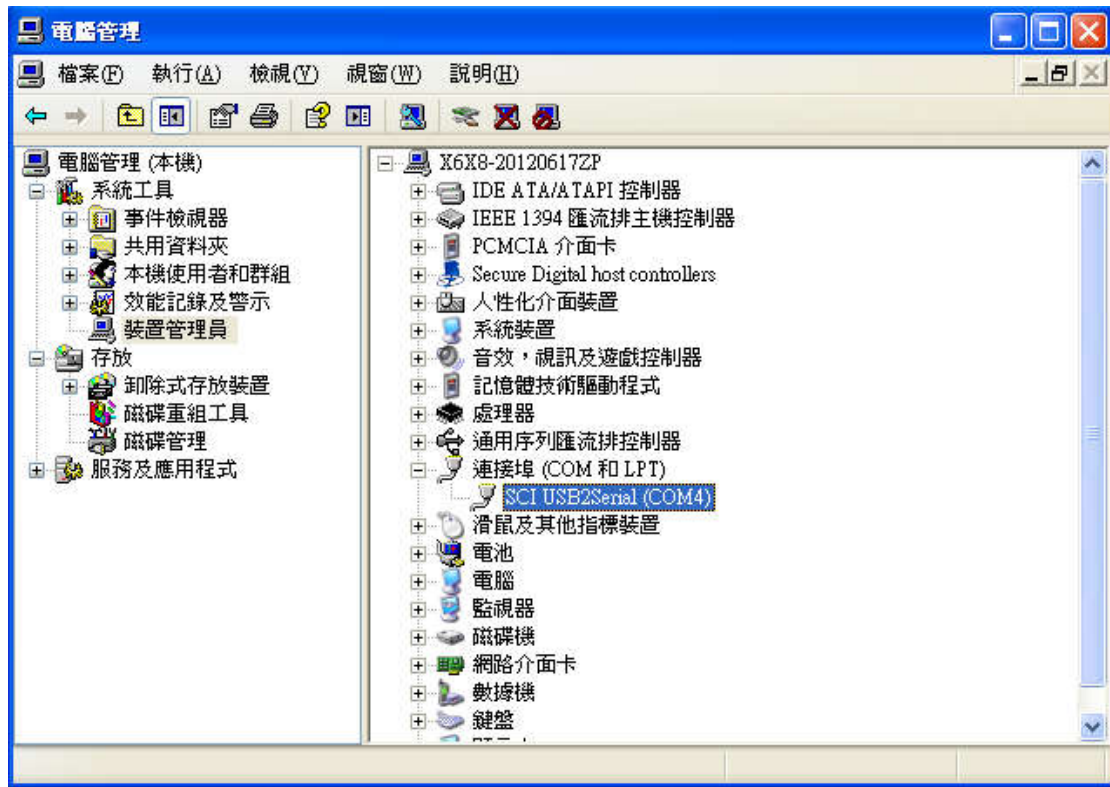 電腦管理
檔案(F) 執行(A) 檢視(V) 視窗(W) 說明(H)
電腦管理 (本機)
系統工具
事件檢視器
共用資料夾
本機使用者和群組
效能記錄及警示
裝置管理員
存放
卸除式存放裝置
磁碟重組工具
磁碟管理
服務及應用程式
X6X8-20120617ZP
IDE ATA/ATAPI 控制器
IEEE 1394 匯流排主機控制器
PCMCIA 介面卡
Secure Digital host controllers
人性化介面裝置
系統裝置
音效，視訊及遊戲控制器
記憶體技術驅動程式
處理器
通用序列匯流排控制器
連接埠 (COM 和 LPT)
SCI USB2Serial (COM4)
滑鼠及其他指標裝置
電池
電腦
監視器
磁碟機
網路介面卡
數據機
鍵盤